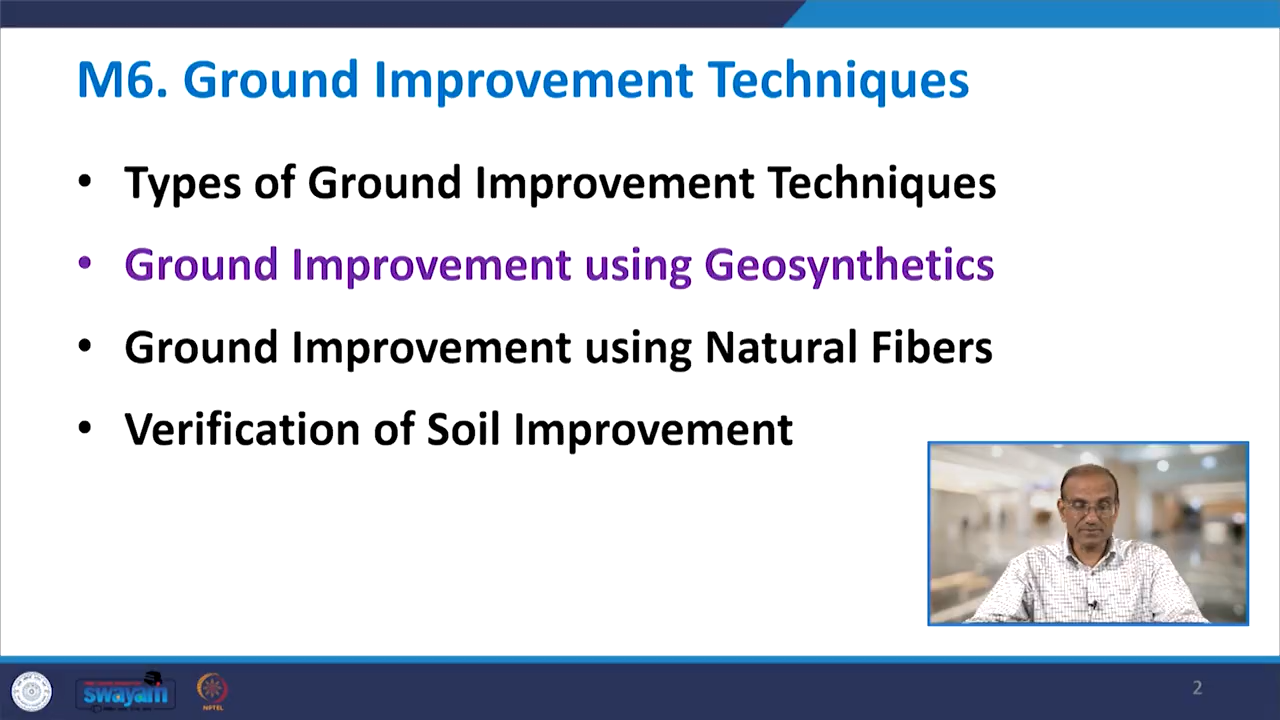 M6. Ground Improvement Techniques
• Types of Ground Improvement Techniques
• Ground Improvement using Geosynthetics
• Ground Improvement using Natural Fibers
• Verification of Soil Improvement
swayam
NPTEL
2